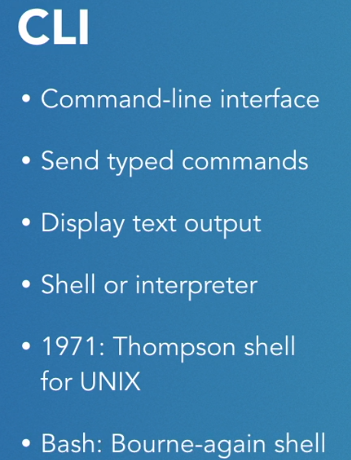 CLI
• Command-line interface
• Send typed commands
• Display text output
• Shell or interpreter
• 1971: Thompson shell
for UNIX
• Bash: Bourne-again shell